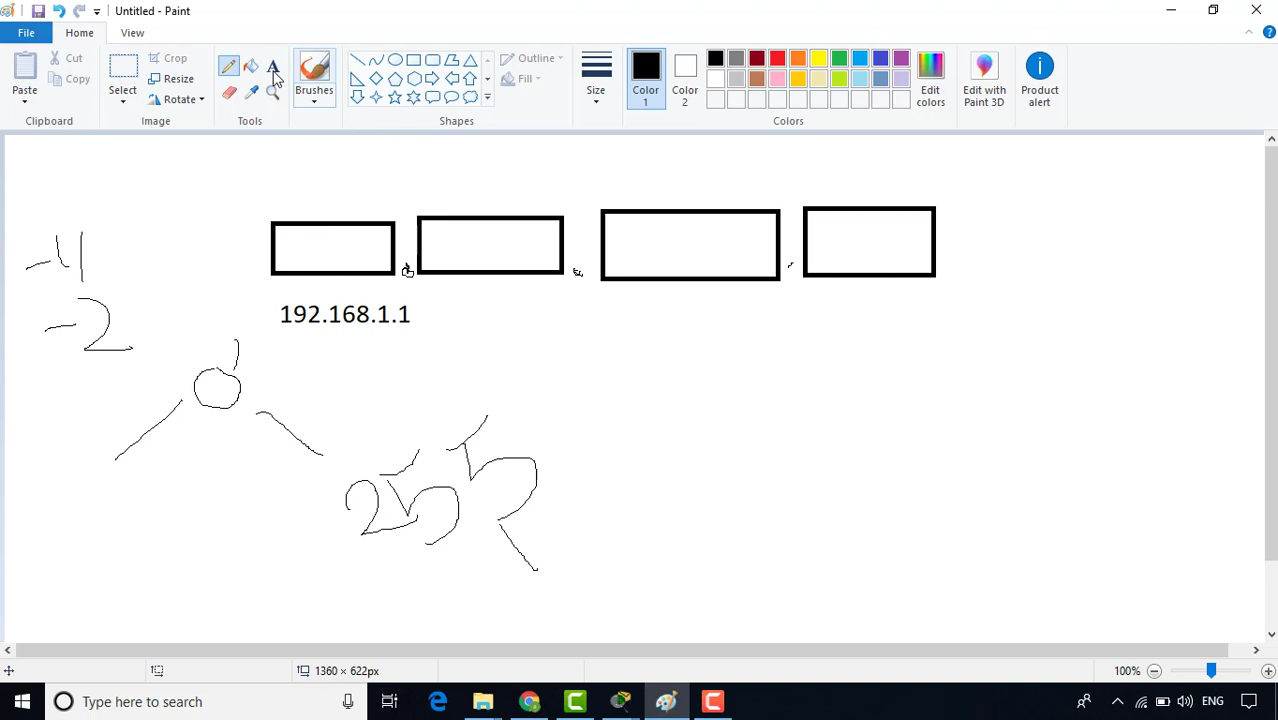 Untitled - Paint
File
Home
View
Paste
Cut
Copy
Clipboard
Select
Crop
Resize
Rotate
Image
A
Tools
Brushes
Shapes
Outline
Fill
Size
Color 1
Color 2
Edit colors
Colors
Edit with Paint 3D
Product alert
192.168.1.1
-2
255
1360 × 622px
100%
Type here to search
ENG